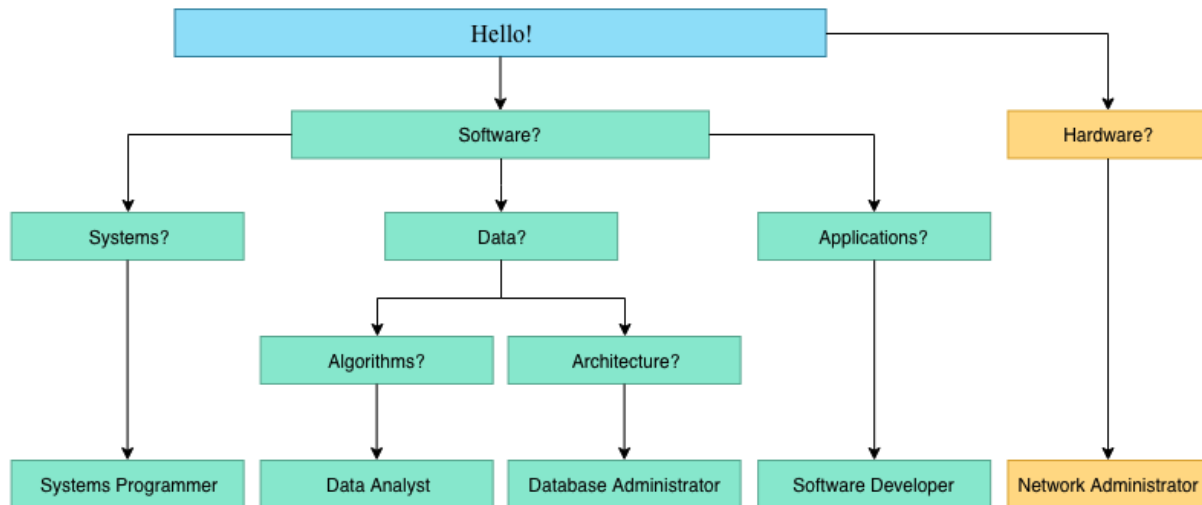 Hello!
Software?
Hardware?
Systems?
Data?
Applications?
Algorithms?
Architecture?
Systems Programmer
Data Analyst
Database Administrator
Software Developer
Network Administrator